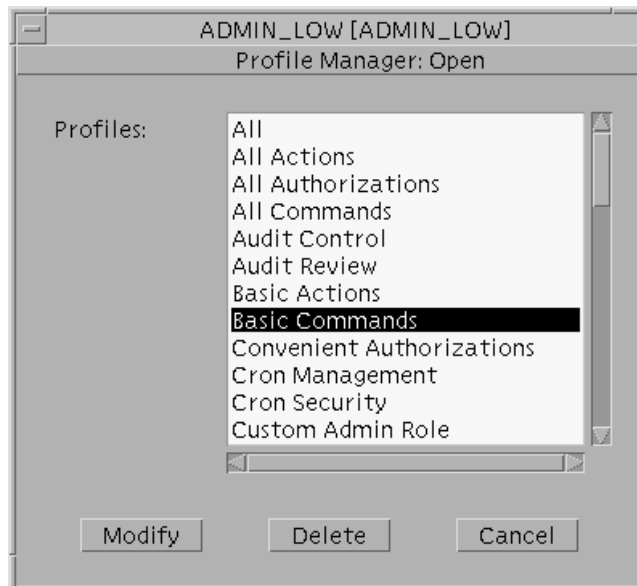 ADMIN_LOW [ADMIN_LOW]
Profile Manager: Open
Profiles:
All
All Actions
All Authorizations
All Commands
Audit Control
Audit Review
Basic Actions
Basic Commands
Convenient Authorizations
Cron Management
Cron Security
Custom Admin Role
Modify Delete Cancel